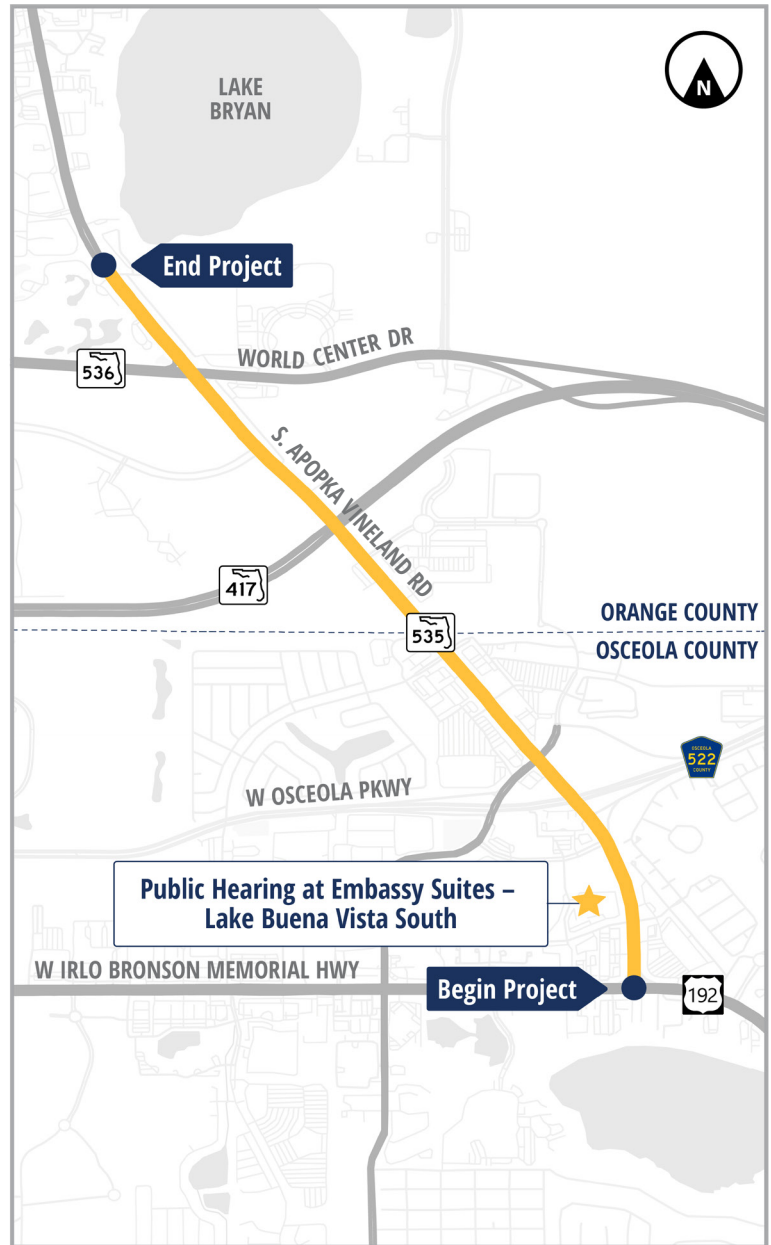 LAKE
BRYAN
N
End Project
WORLD CENTER DR
536
S. APOPKA VINELAND RD
417
ORANGE COUNTY
535
OSCEOLA COUNTY
OSCEOLA
522
COUNTY
W OSCEOLA PKWY
Public Hearing at Embassy Suites –
Lake Buena Vista South
W IRLO BRONSON MEMORIAL HWY
Begin Project
192